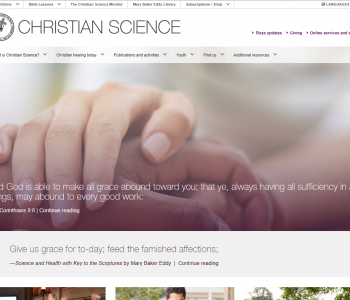 Online Bible Lessons The Christian Science Monitor Mary Baker Eddy Library Subscriptions / Shop LANGUAGES
CHRISTIAN SCIENCE
Plaza updates Giving Online services and
is Christian Science? Christian healing today Publications and activities Youth Find us Additional resources
d God is able to make all grace abound toward you; that ye, always having all sufficiency in a
ngs, may abound to every good work:
Corinthians 9:8 | Continue reading
Give us grace for to-day; feed the famished affections;
—Science and Health with Key to the Scriptures by Mary Baker Eddy | Continue reading